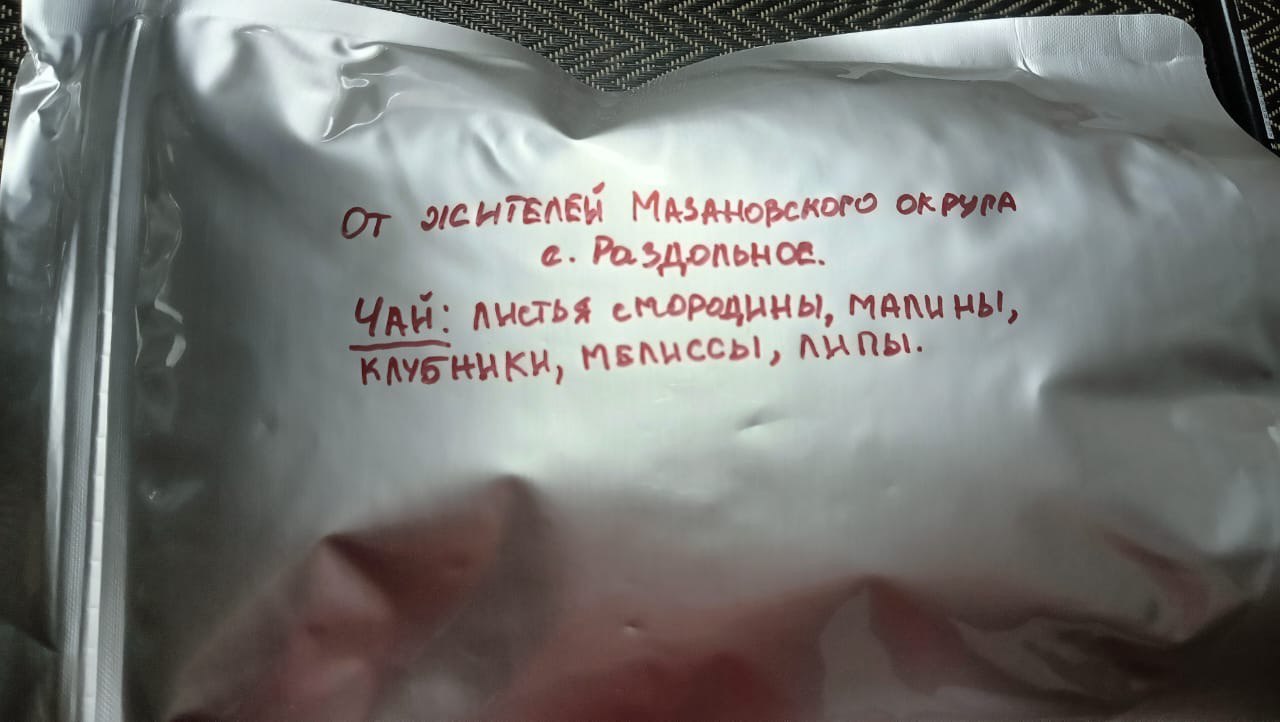 От жителей Мазановского округа
с. Раздольное.
Чай: листья смородины, малины,
клубники, мелиссы, липы.